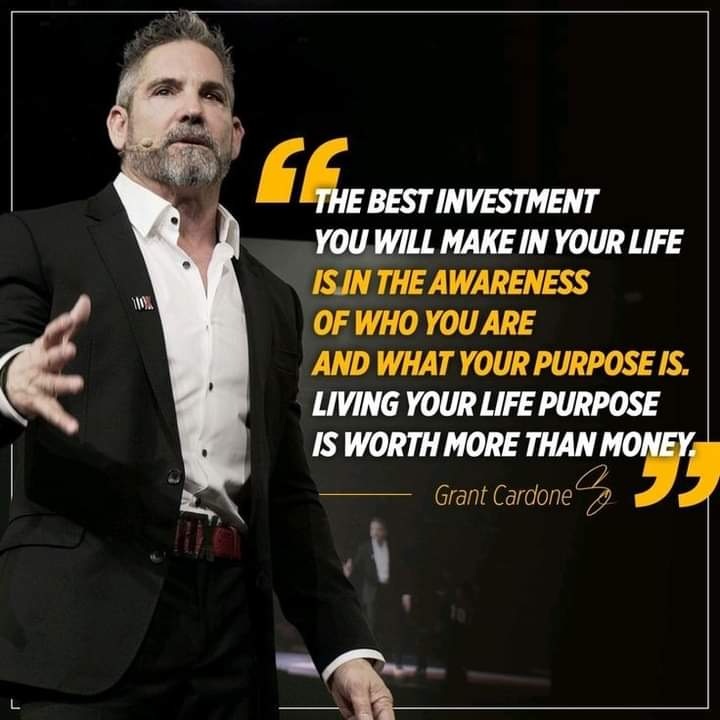 “
THE BEST INVESTMENT
YOU WILL MAKE IN YOUR LIFE
IS IN THE AWARENESS
OF WHO YOU ARE
AND WHAT YOUR PURPOSE IS.
LIVING YOUR LIFE PURPOSE
IS WORTH MORE THAN MONEY.
Grant Cardone
”
10X